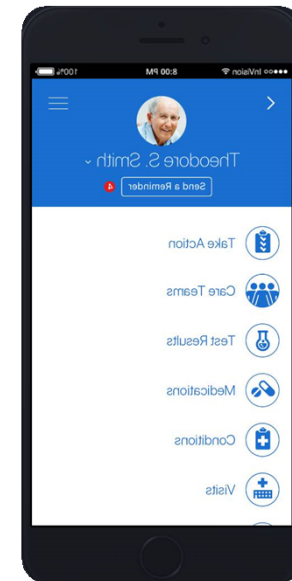 ●●●●○ InVision 8:00 PM 100%
Theodore S. Smith
Send a Reminder 4
Take Action
Care Teams
Test Results
Medications
Conditions
Visits